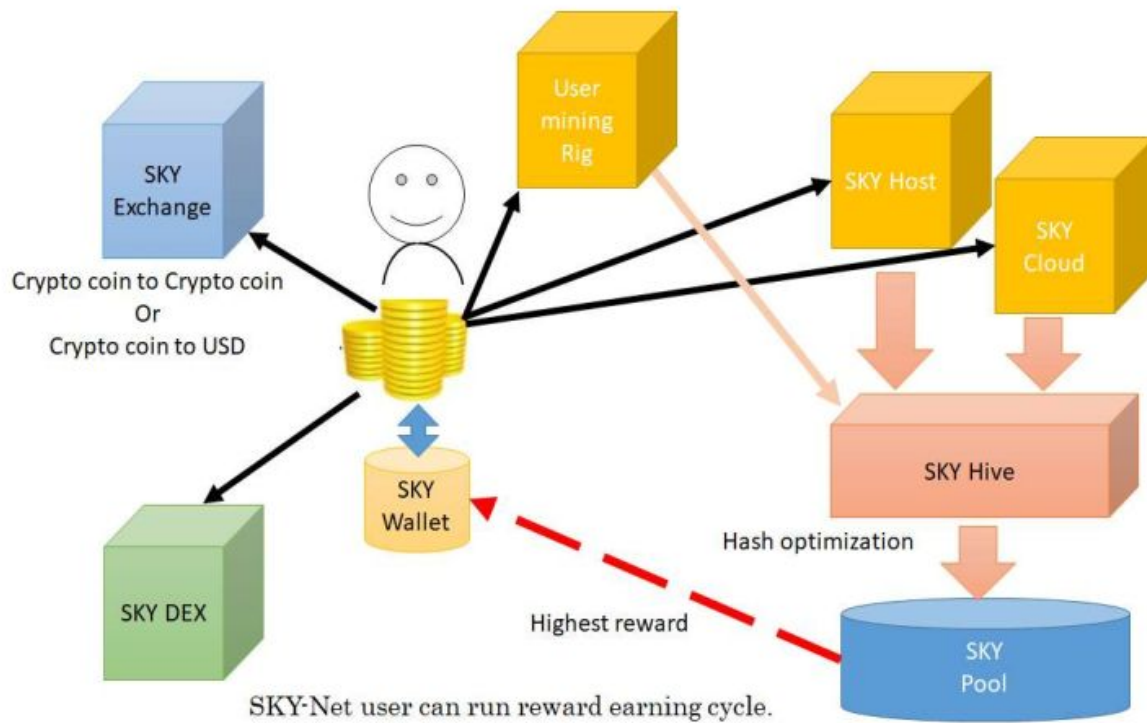 User
mining
Rig
SKY
Exchange
SKY Host
SKY
Cloud
Crypto coin to Crypto coin
Or
Crypto coin to USD
SKY
Wallet
SKY Hive
Hash optimization
SKY DEX
Highest reward
SKY
Pool
SKY-Net user can run reward earning cycle.